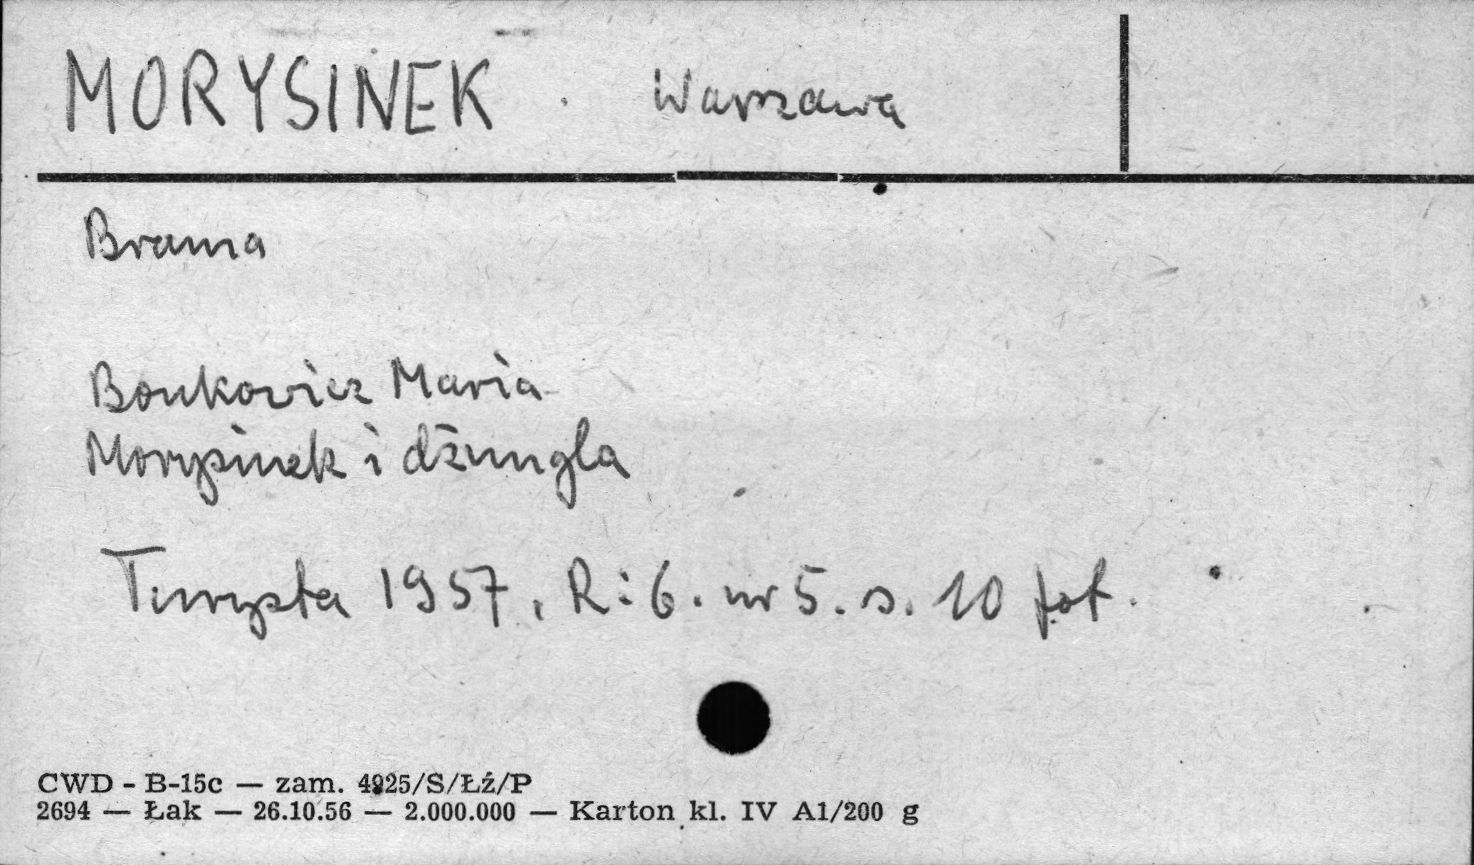 MORYSINEK. Warszawa
Brama
Bonkowicz Maria
Morysinek i dżungla
Turysta 1957, R: 6. nr 5. s. 10 fot.
CWD - B-15c — zam. 4925/S/Łź/P
2694 — Łak — 26.10.56 — 2.000.000 — Karton kl. IV A1/200 g